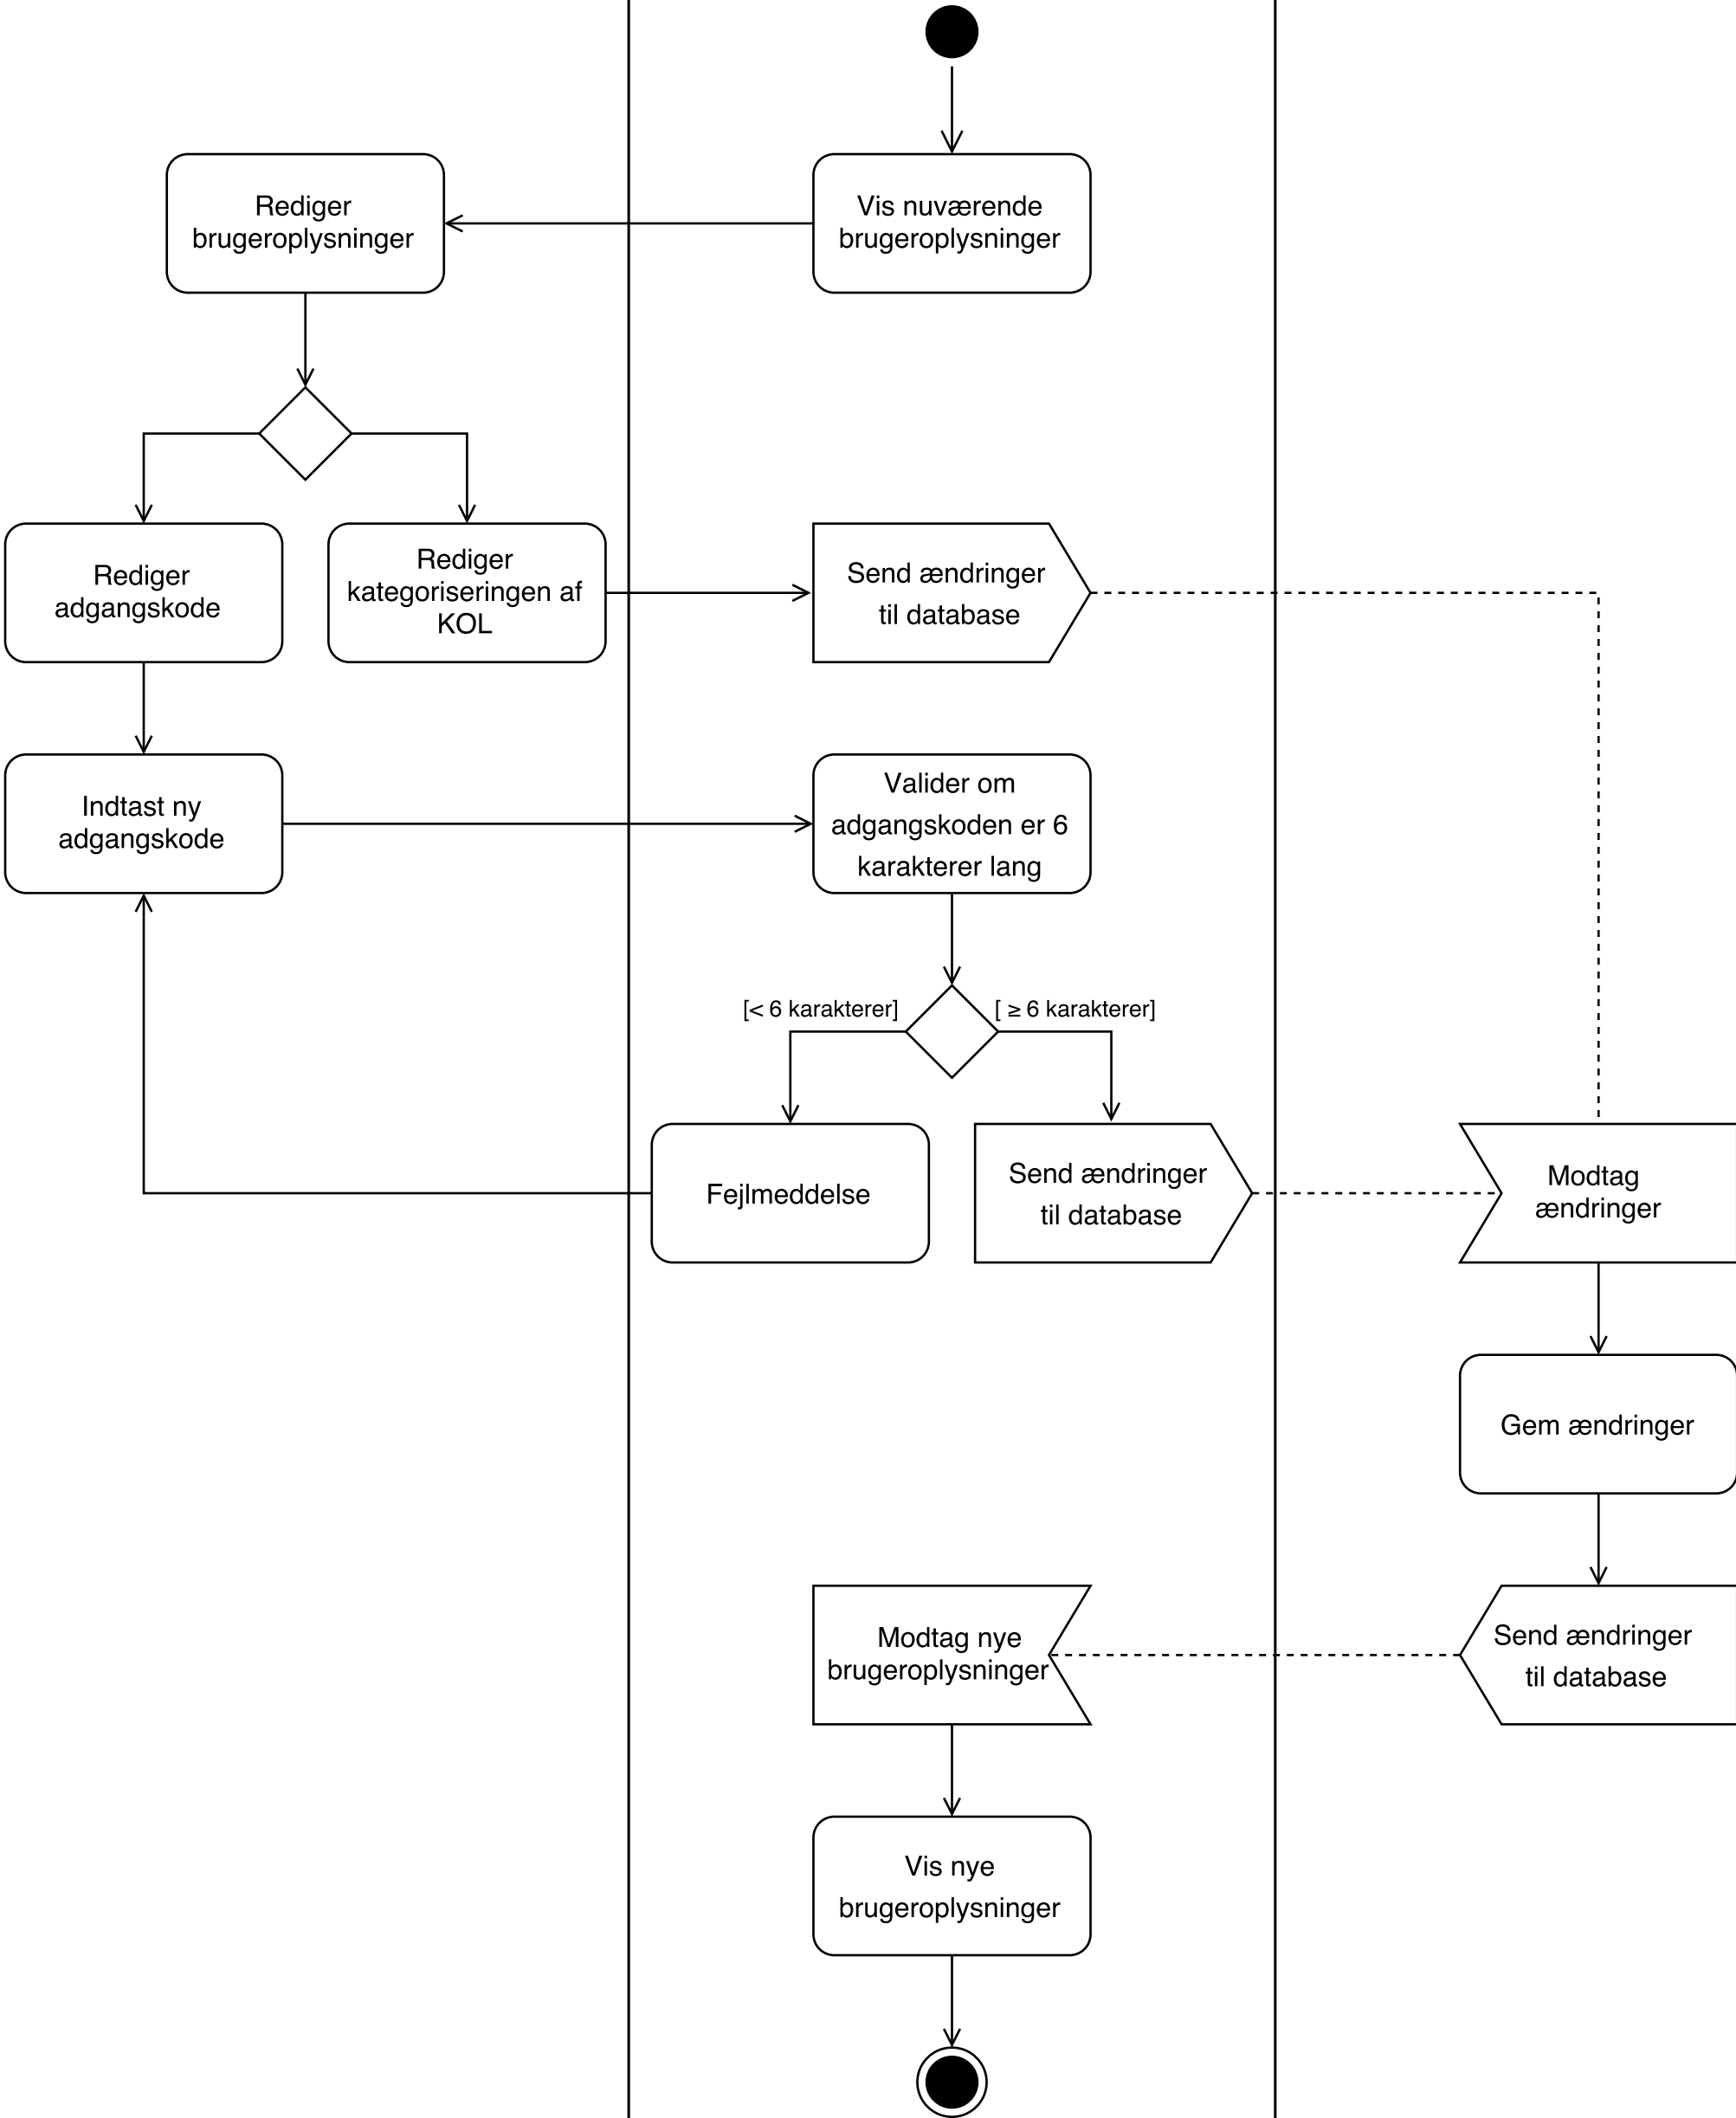 Rediger
brugeroplysninger
Vis nuværende
brugeroplysninger
Rediger
adgangskode
Rediger
kategoriseringen af
KOL
Send ændringer
til database
Indtast ny
adgangskode
Valider om
adgangskoden er 6
karakterer lang
[< 6 karakterer]
[ ≥ 6 karakterer]
Fejlmeddelse
Send ændringer
til database
Modtag
ændringer
Gem ændringer
Modtag nye
brugeroplysninger
Send ændringer
til database
Vis nye
brugeroplysninger